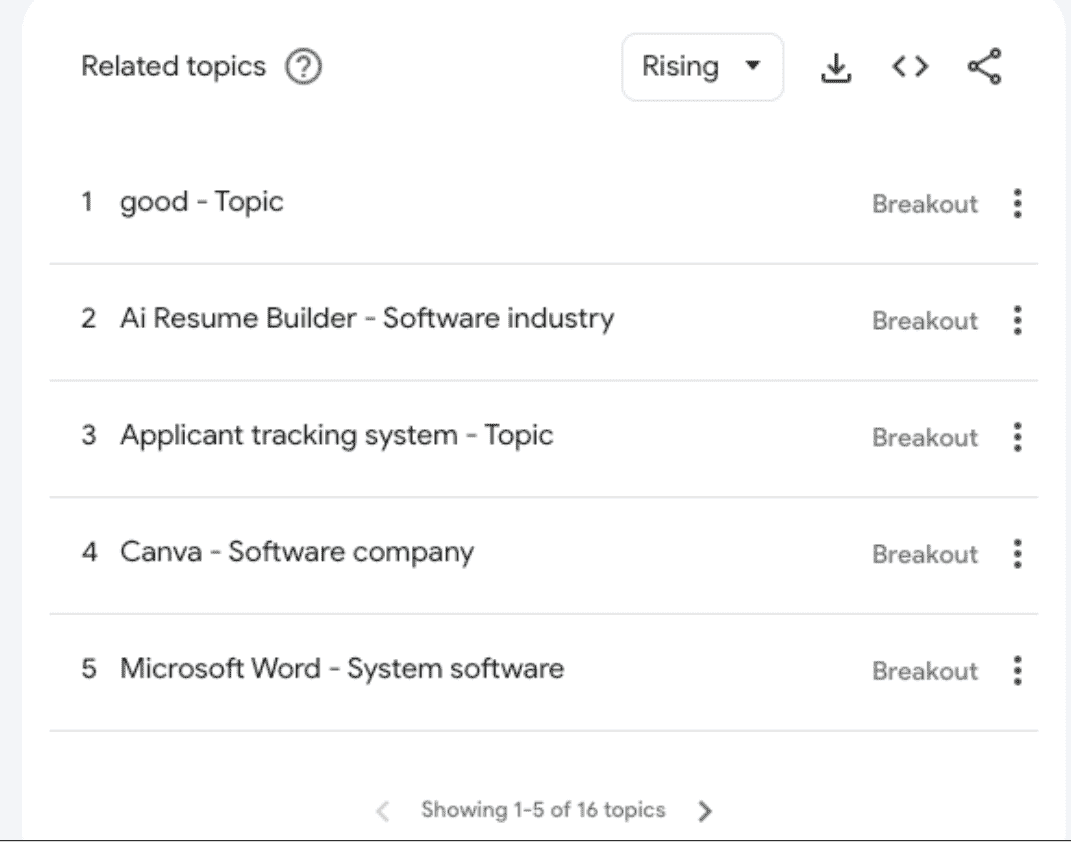 Related topics ? Rising
1 good - Topic Breakout
2 Ai Resume Builder - Software industry Breakout
3 Applicant tracking system - Topic Breakout
4 Canva - Software company Breakout
5 Microsoft Word - System software Breakout
Showing 1-5 of 16 topics